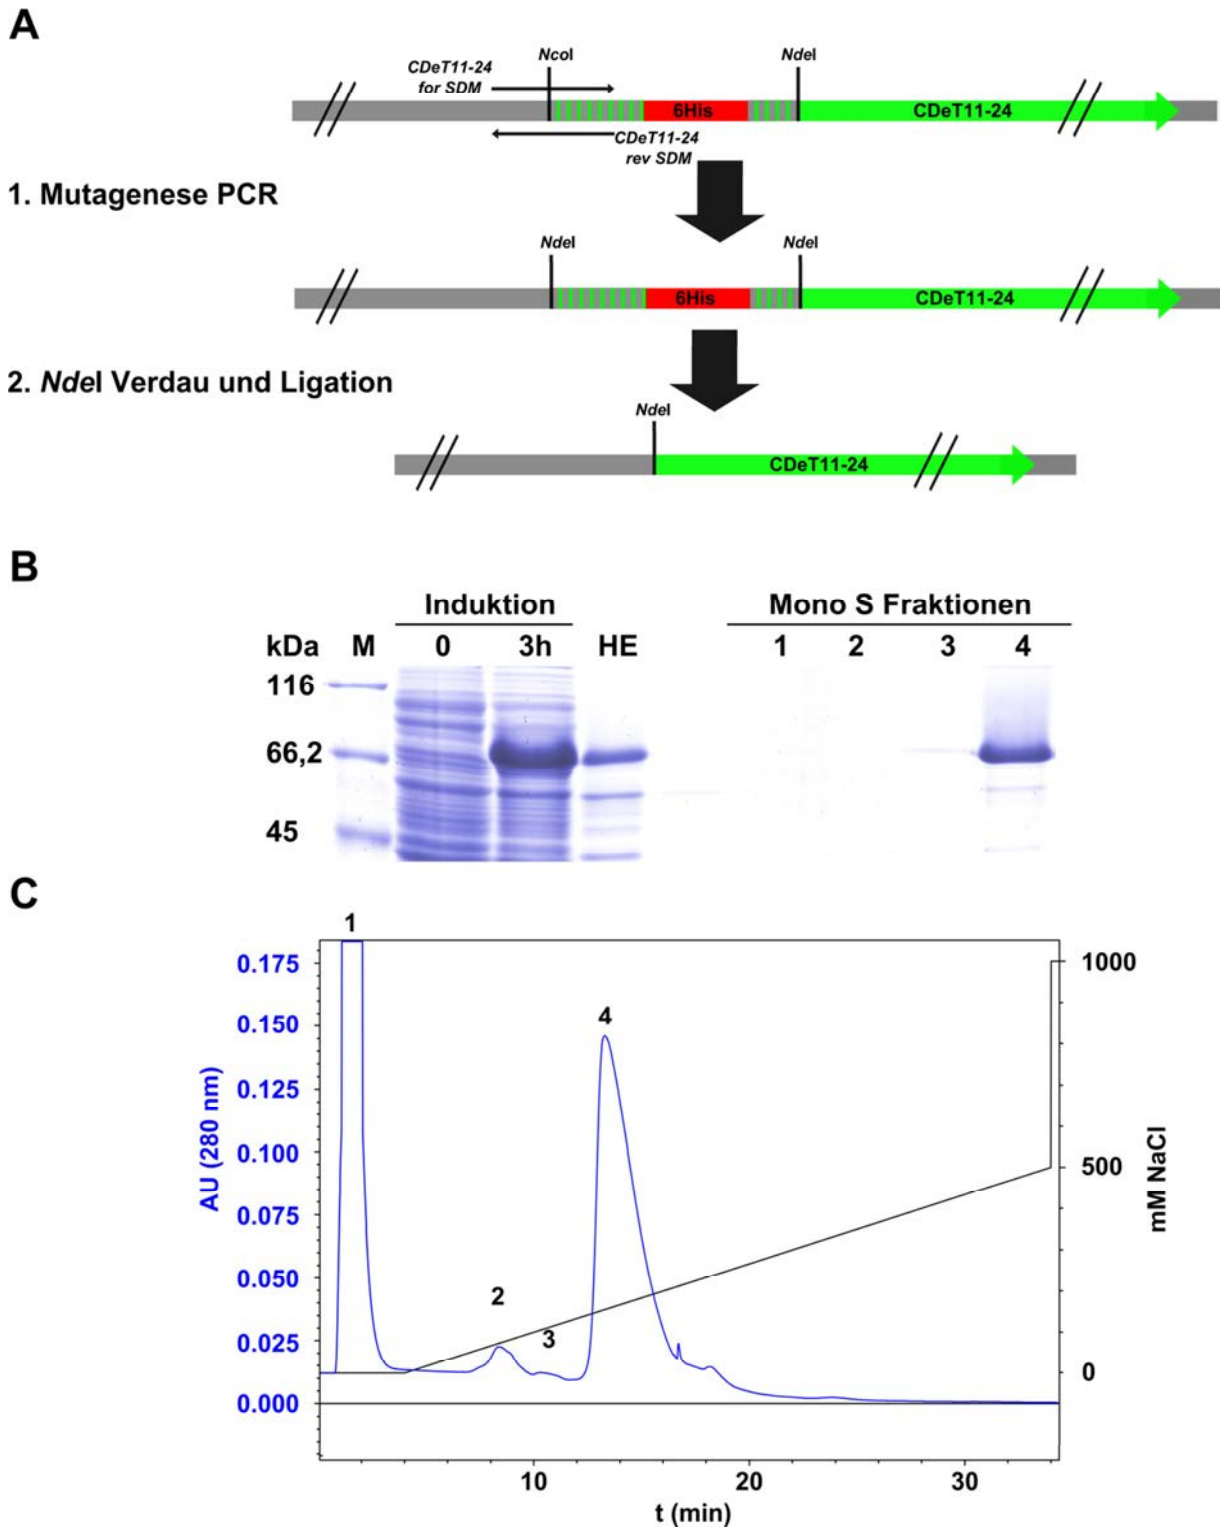 A
NcoI
NdeI
CDeT11-24
for SDM
6His
CDeT11-24
CDeT11-24
rev SDM
1. Mutagenese PCR
NdeI
NdeI
6His
CDeT11-24
2. NdeI Verdau und Ligation
NdeI
CDeT11-24
B
Induktion
Mono S Fraktionen
kDa M 0 3h HE 1 2 3 4
116
66,2
45
C
1
0.175
1000
4
0.150
0.125
0.100
500
0.075
0.050
2
3
0.025
0
0.000
AU (280 nm)
mM NaCl
10 20 30
t (min)